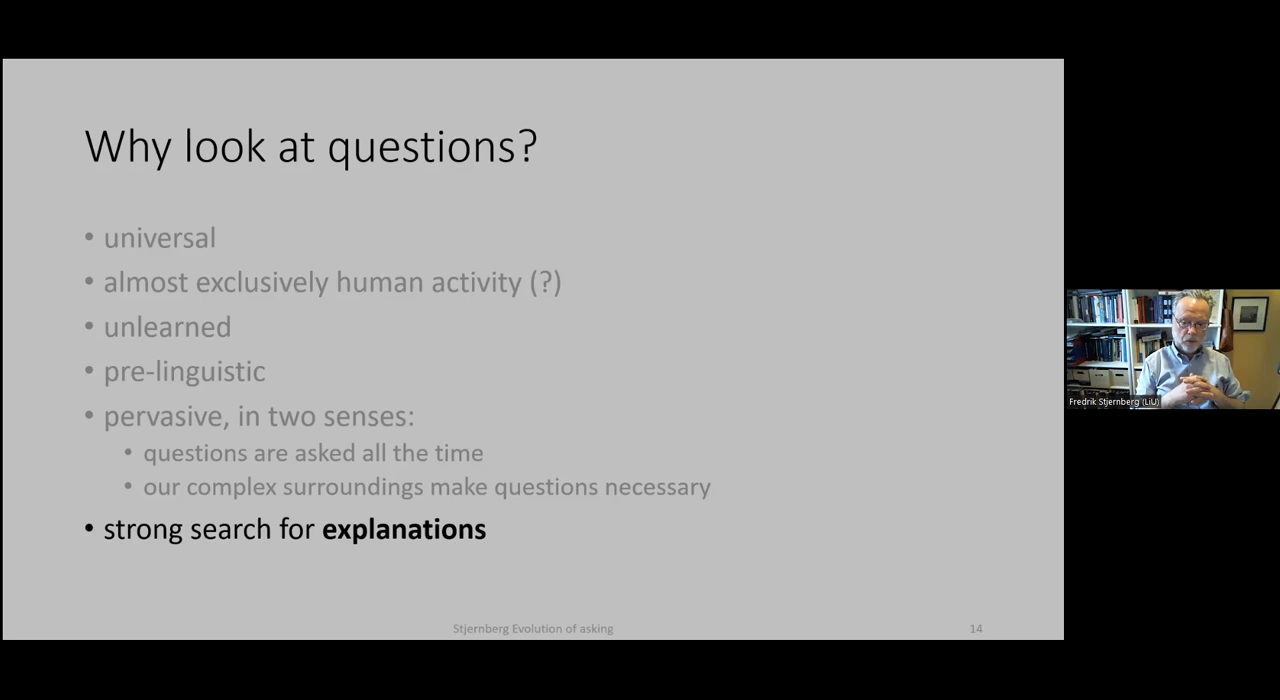 Why look at questions?
• universal
• almost exclusively human activity (?)
• unlearned
• pre-linguistic
• pervasive, in two senses:
• questions are asked all the time
• our complex surroundings make questions necessary
• strong search for explanations
Stjernberg Evolution of asking
14
Fredrik Stjernberg (LiU)